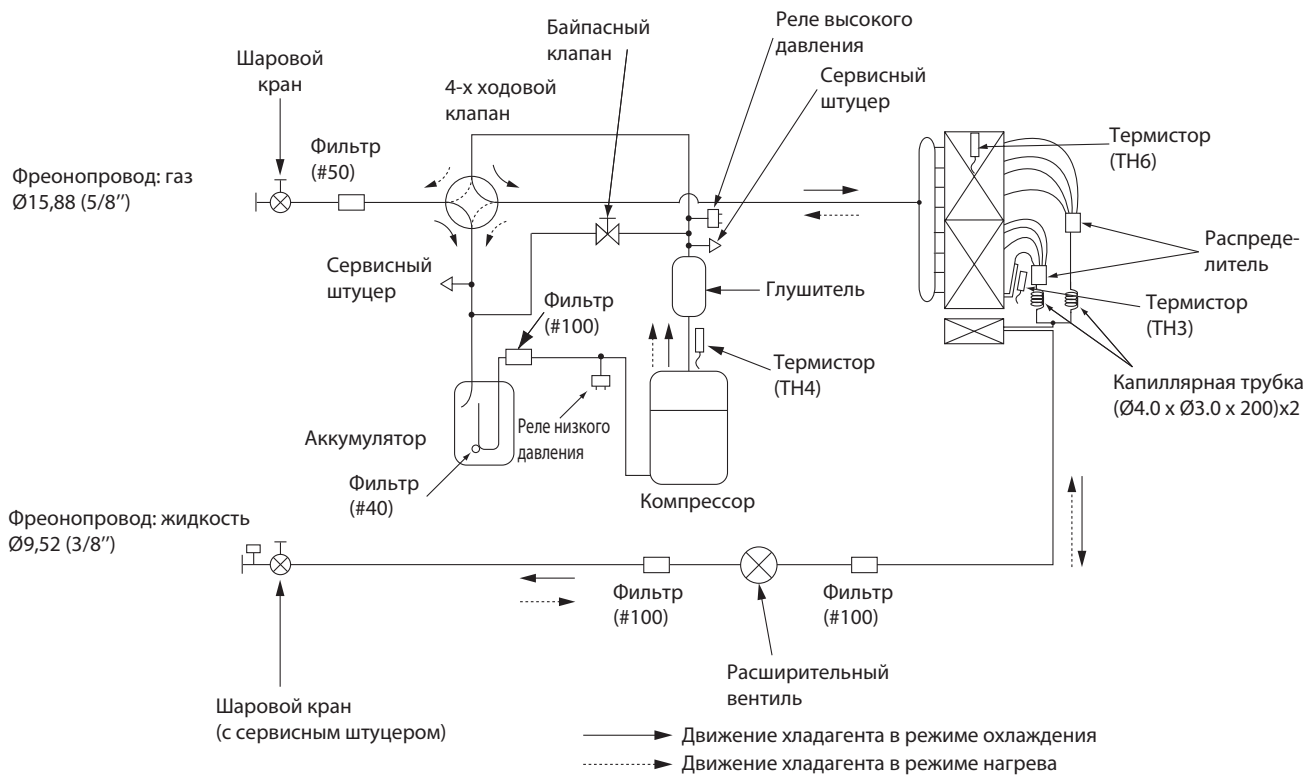 Реле высокого
давления
Байпасный
клапан
Шаровой
кран
Сервисный
штуцер
4-х ходовой
клапан
Термистор
(TH6)
Фильтр
(#50)
Фреонопровод: газ
Ø15,88 (5/8’’)
Распреде-
литель
Сервисный
штуцер
Глушитель
Фильтр
(#100)
Термистор
(TH3)
Термистор
(TH4)
Капиллярная трубка
(Ø4.0 x Ø3.0 x 200)x2
Аккумулятор
Реле низкого
давления
Фильтр
(#40)
Компрессор
Фреонопровод: жидкость
Ø9,52 (3/8’’)
Фильтр
(#100)
Фильтр
(#100)
Расширительный
вентиль
Шаровой кран
(с сервисным штуцером)
Движение хладагента в режиме охлаждения
Движение хладагента в режиме нагрева